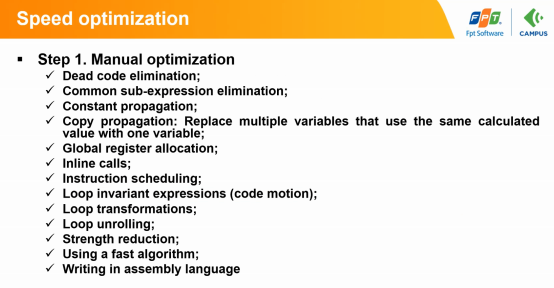 Speed optimization
FPT.
Fpt Software
CAMPUS
Step 1. Manual optimization
Dead code elimination;
Common sub-expression elimination;
Constant propagation;
Copy propagation: Replace multiple variables that use the same calculated
value with one variable;
Global register allocation;
Inline calls;
Instruction scheduling;
Loop invariant expressions (code motion);
Loop transformations;
Loop unrolling;
Strength reduction;
Using a fast algorithm;
Writing in assembly language